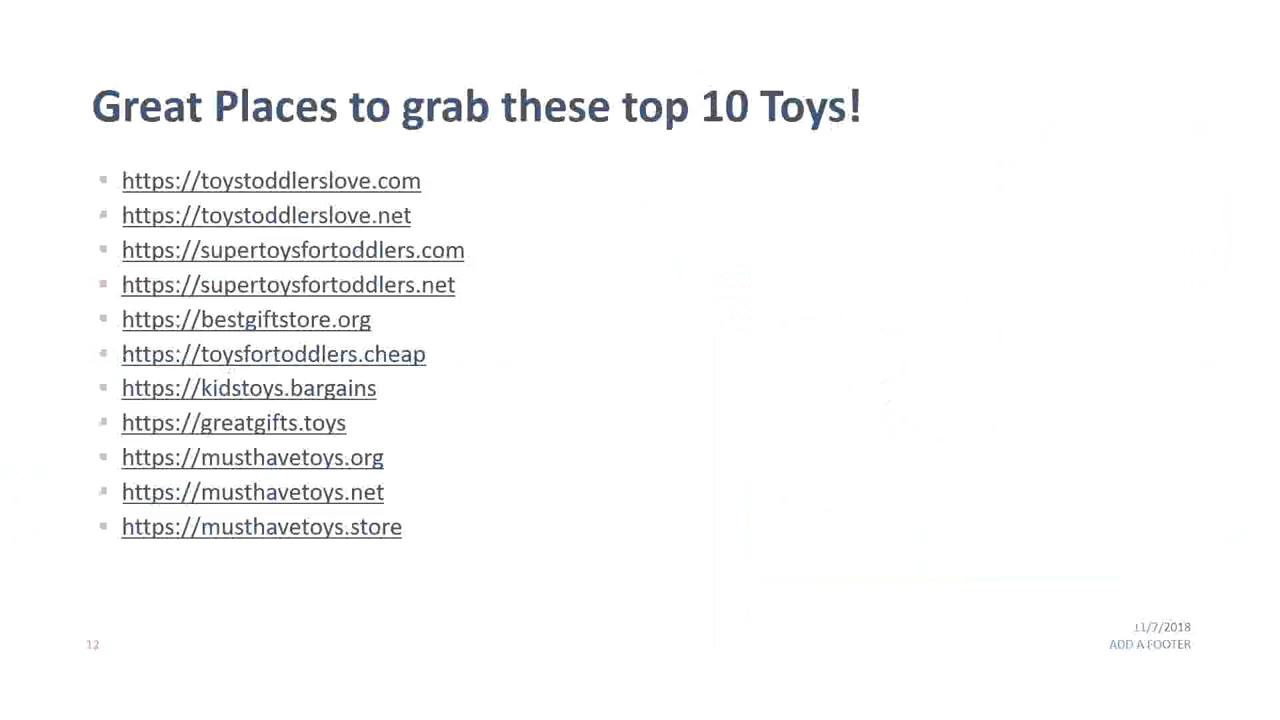 Great Places to grab these top 10 Toys!
https://toystoddlerslove.com
https://toystoddlerslove.net
https://supertoysfortoddlers.com
https://supertoysfortoddlers.net
https://bestgiftstore.org
https://toysfortoddlers.cheap
https://kidstoys.bargains
https://greatgifts.toys
https://musthavetoys.org
https://musthavetoys.net
https://musthavetoys.store
11/7/2018
12
ADD A FOOTER